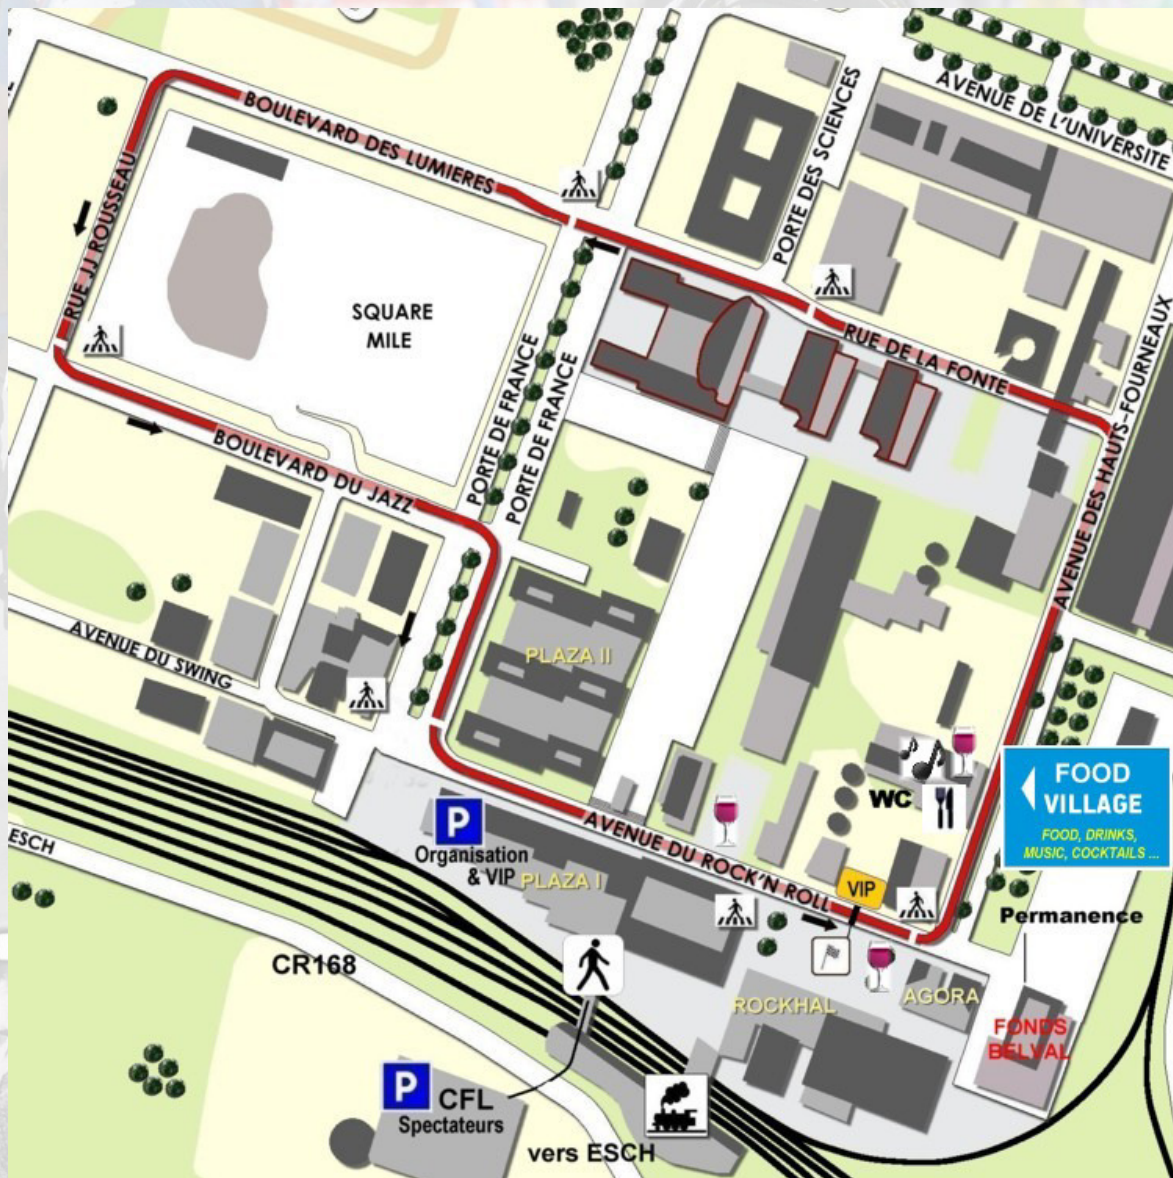 AVENUE DE L'UNIVERSITE
PORTE DES SCIENCES
BOULEVARD DES LUMIERES
RUE JJ ROUSSEAU
SQUARE
MILE
RUE DE LA FONTE
AVENUE DES HAUTS-FOURNEAUX
PORTE DE FRANCE
PORTE DE FRANCE
BOULEVARD DU JAZZ
AVENUE DU SWING
PLAZA II
WC
FOOD
VILLAGE
FOOD, DRINKS,
MUSIC, COCKTAILS ...
P
Organisation
& VIP
PLAZA I
AVENUE DU ROCK'N ROLL
VIP
Permanence
ESCH
CR168
ROCKHAL
AGORA
FONDS
BELVAL
P
CFL
Spectateurs
vers ESCH